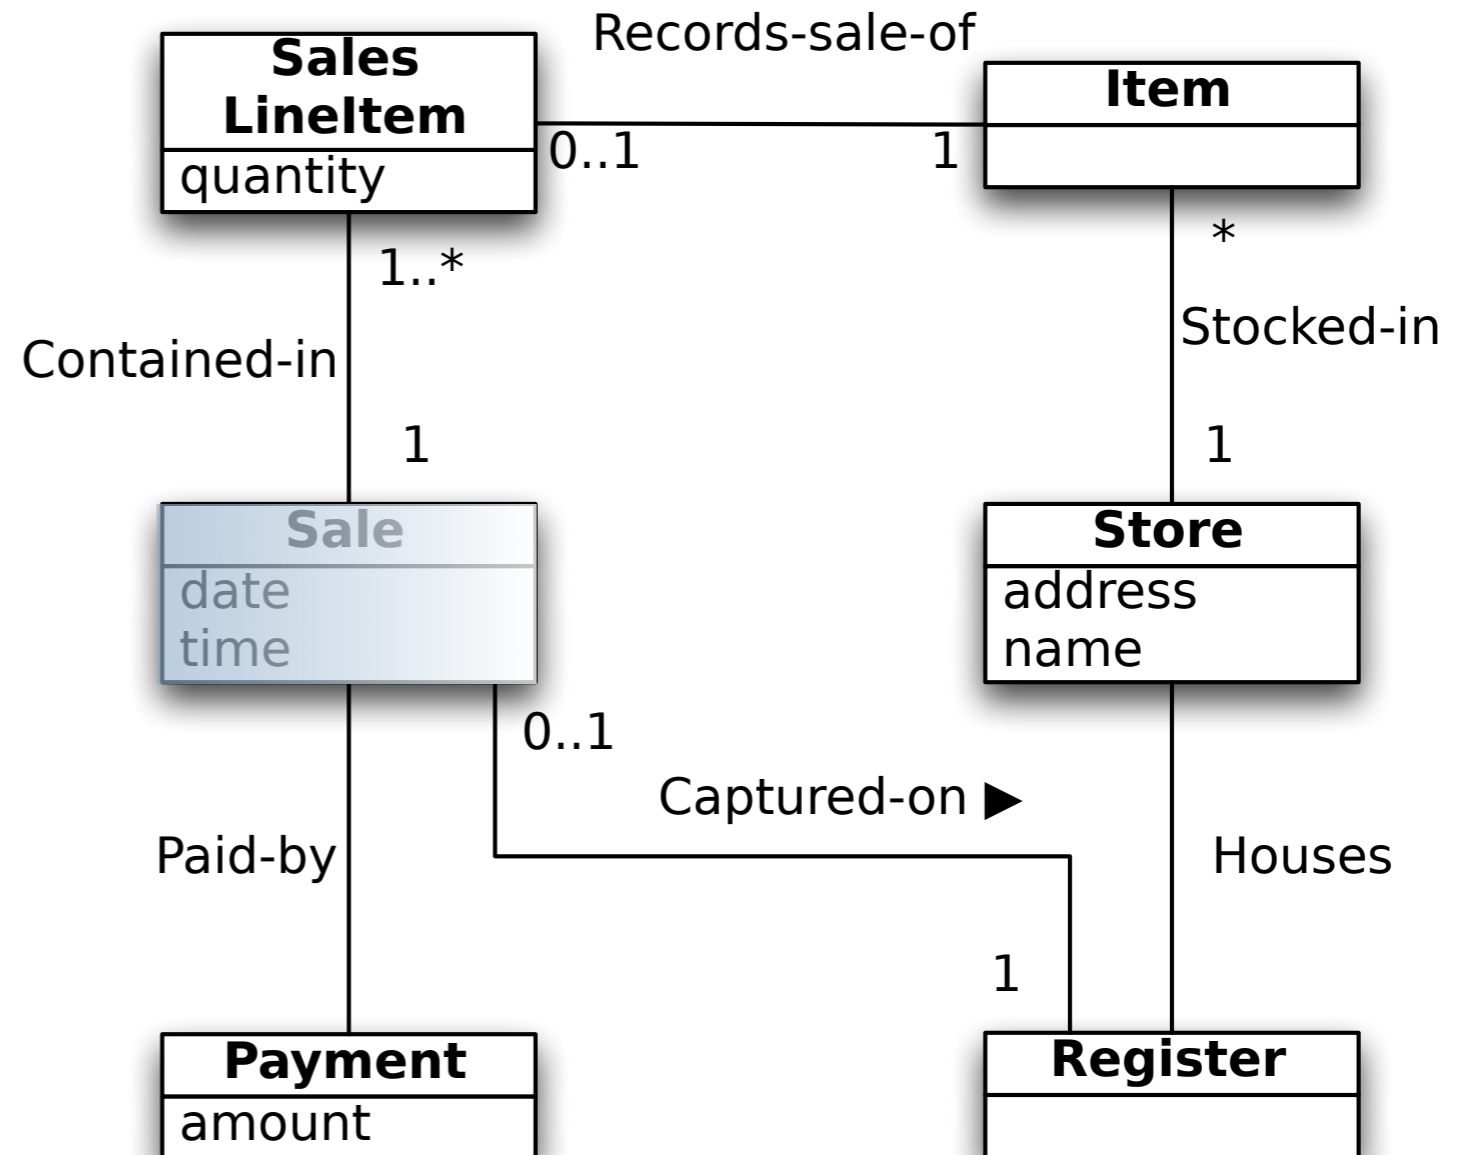 Records-sale-of
Sales
LineItem
quantity
Item
0..1
1
1..*
*
Contained-in
Stocked-in
1
1
Sale
date
time
Store
address
name
0..1
Captured-on ▶
Paid-by
Houses
1
Payment
amount
Register